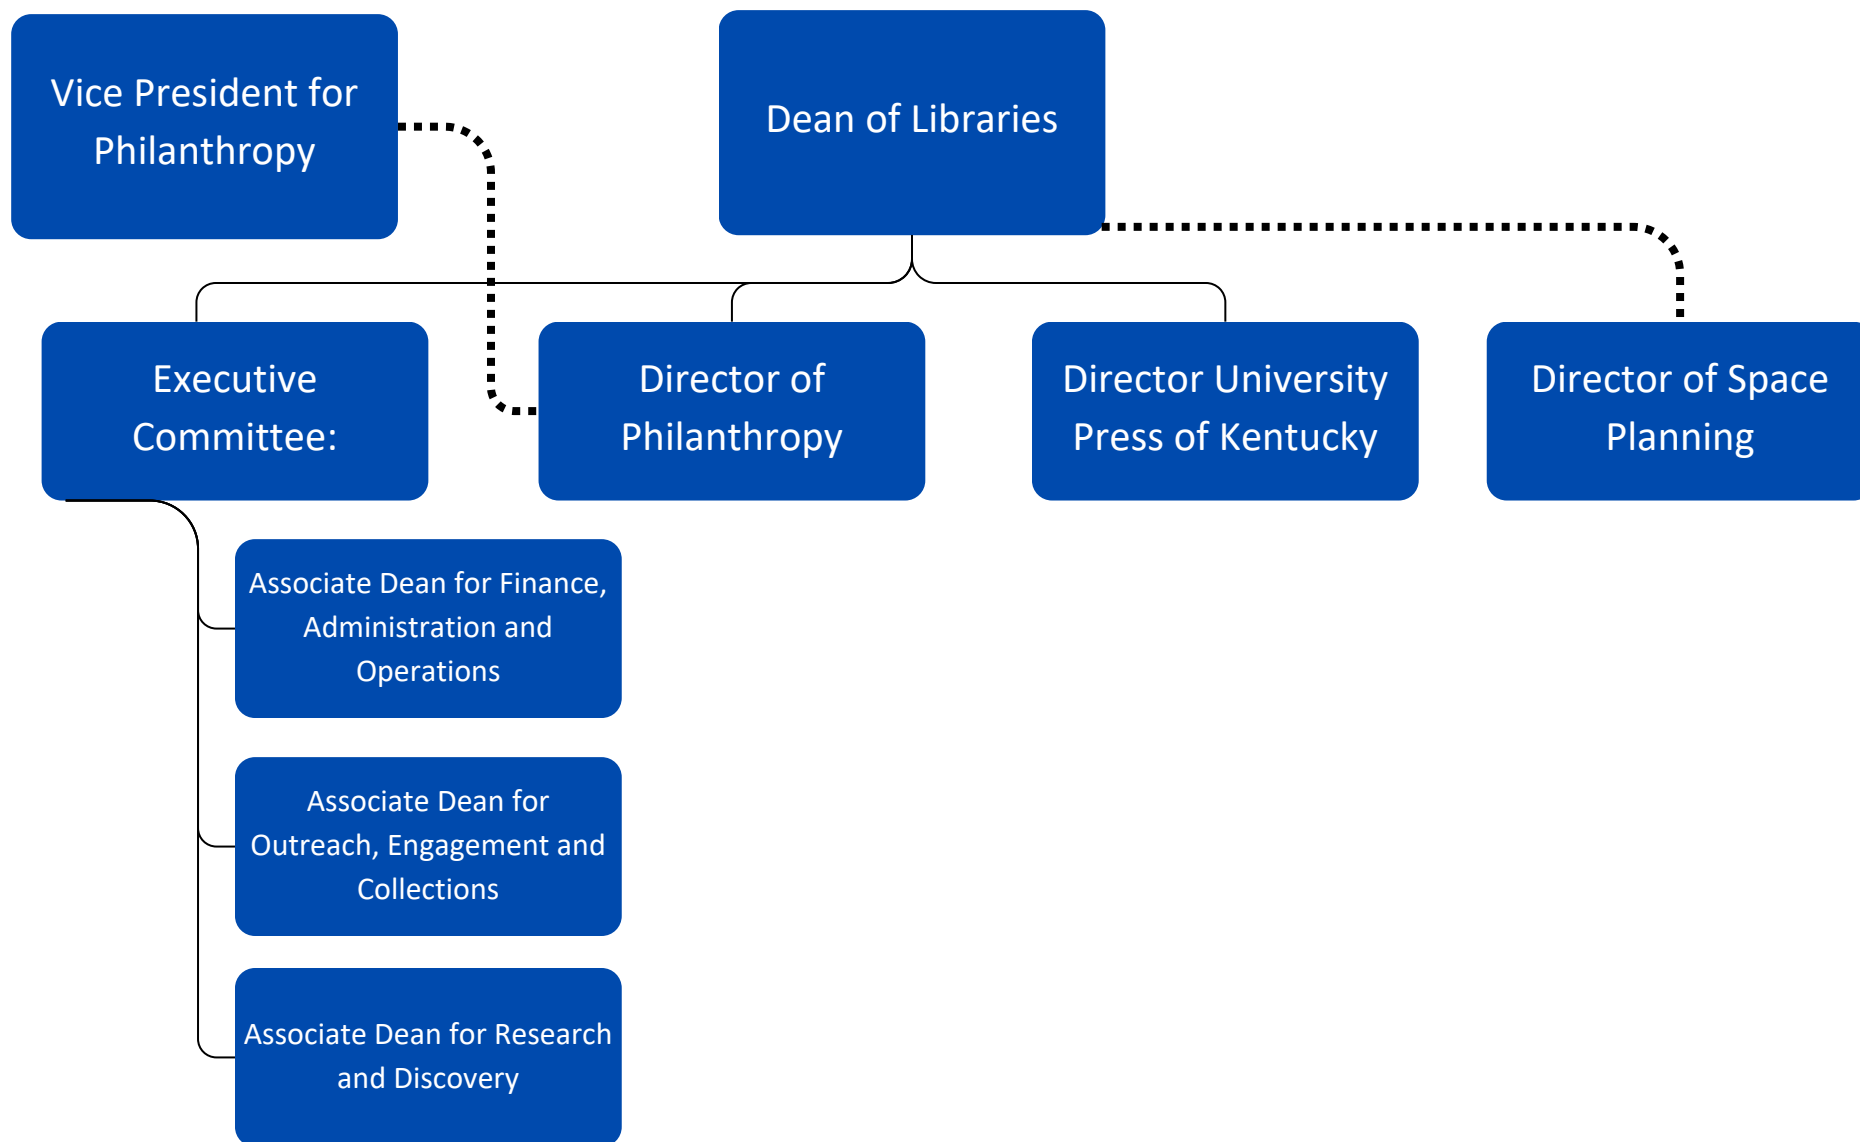 Vice President for
Philanthropy
Dean of Libraries
Executive
Committee:
Director of
Philanthropy
Director University
Press of Kentucky
Director of Space
Planning
Associate Dean for Finance,
Administration and
Operations
Associate Dean for
Outreach, Engagement and
Collections
Associate Dean for Research
and Discovery